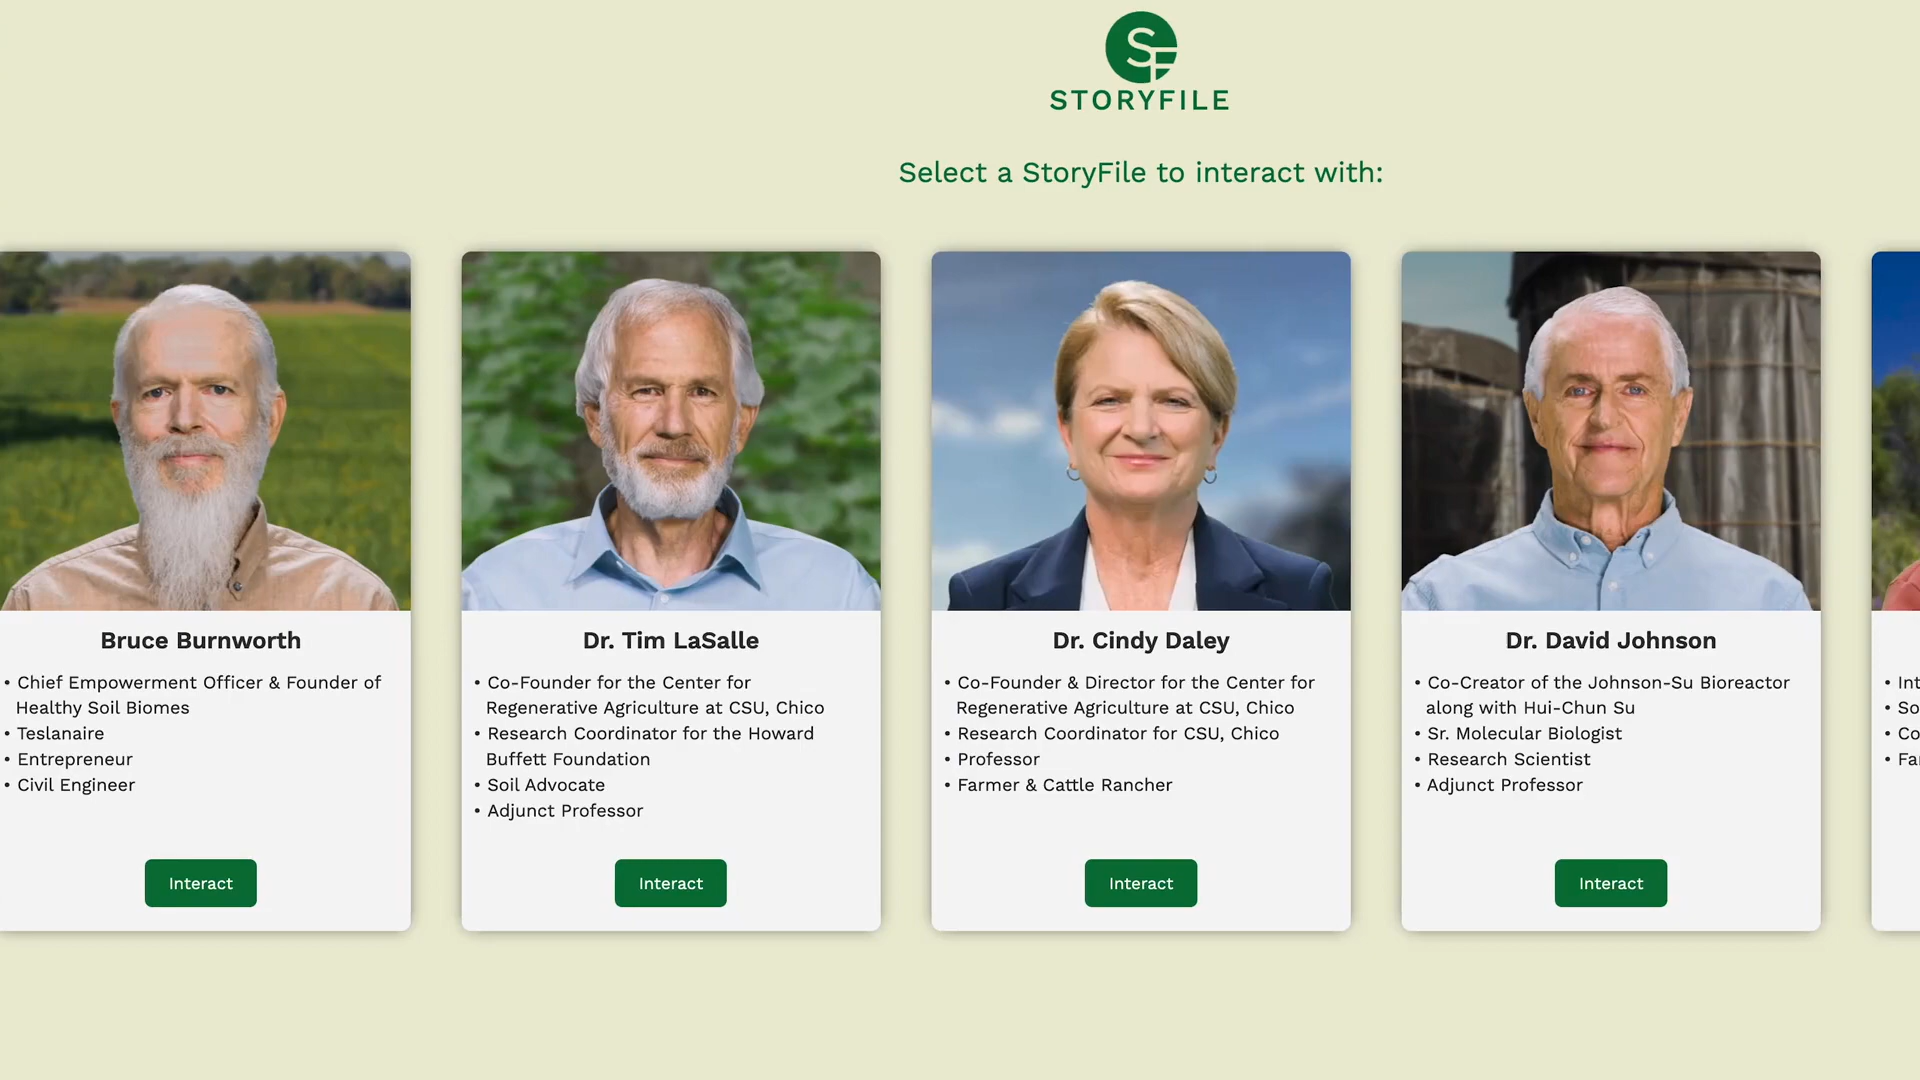 SF
STORYFILE
Select a StoryFile to interact with:
Bruce Burnworth
• Chief Empowerment Officer & Founder of
Healthy Soil Biomes
• Teslanaire
• Entrepreneur
• Civil Engineer
Interact
Dr. Tim LaSalle
• Co-Founder for the Center for
Regenerative Agriculture at CSU, Chico
• Research Coordinator for the Howard
Buffett Foundation
• Soil Advocate
• Adjunct Professor
Interact
Dr. Cindy Daley
• Co-Founder & Director for the Center for
Regenerative Agriculture at CSU, Chico
• Research Coordinator for CSU, Chico
• Professor
• Farmer & Cattle Rancher
Interact
Dr. David Johnson
• Co-Creator of the Johnson-Su Bioreactor
along with Hui-Chun Su
• Sr. Molecular Biologist
• Research Scientist
• Adjunct Professor
Interact
• Int
• So
• Co